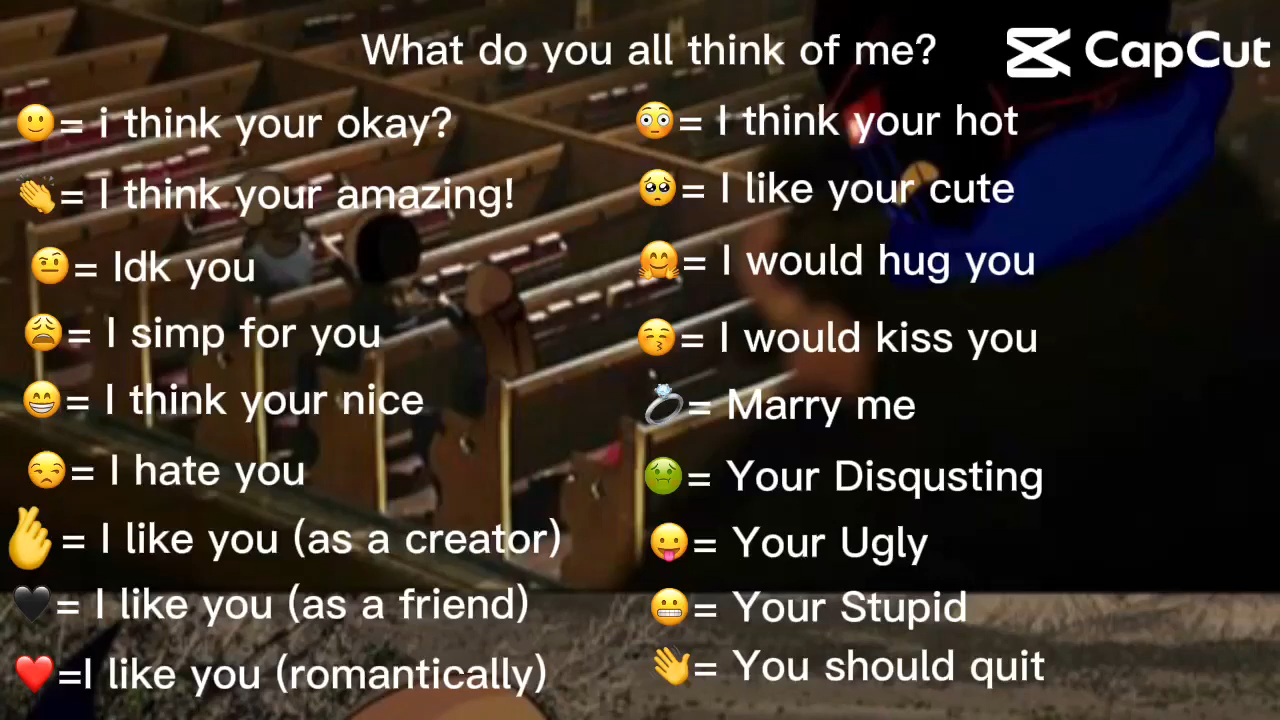 What do you all think of me?
CapCut
🙂= i think your okay?
👏= I think your amazing!
🤨= Idk you
😩= I simp for you
😁= I think your nice
😒= I hate you
🫰= I like you (as a creator)
🖤= I like you (as a friend)
❤️=I like you (romantically)
😳= I think your hot
🥺= I like your cute
🤗= I would hug you
😚= I would kiss you
💍= Marry me
🤢= Your Disqusting
😛= Your Ugly
😬= Your Stupid
👋= You should quit